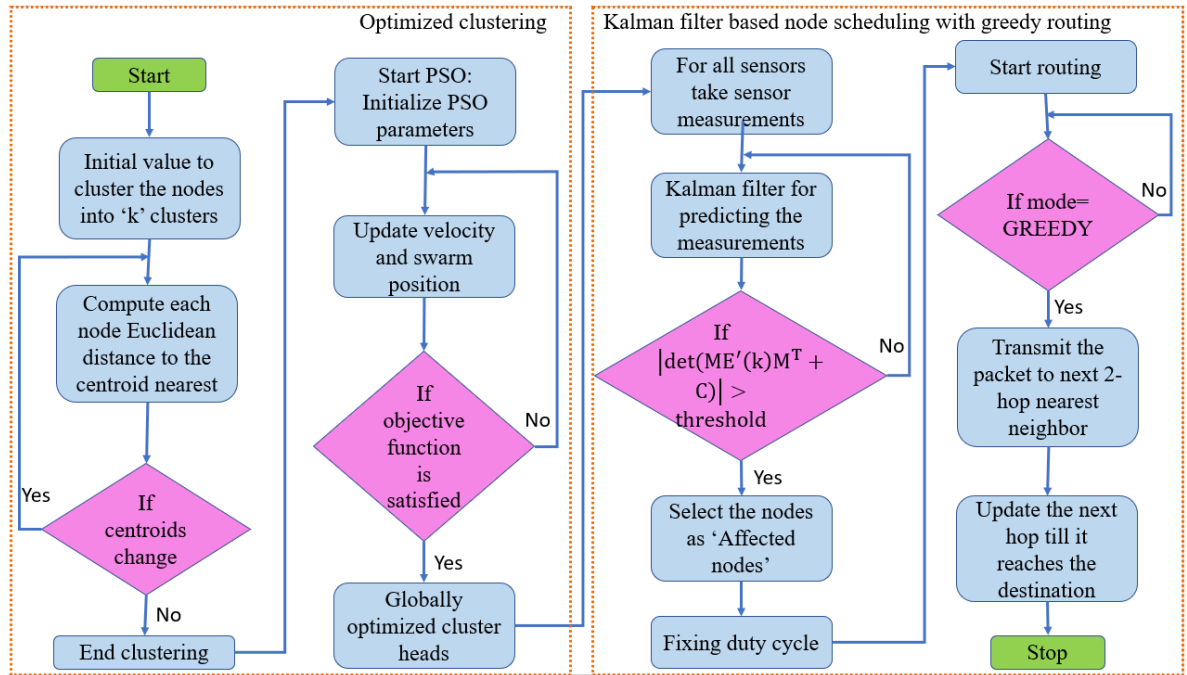 Optimized clustering
Start
Initial value to
cluster the nodes
into ‘k’ clusters
Compute each
node Euclidean
distance to the
centroid nearest
Yes
If
centroids
change
No
End clustering
Start PSO:
Initialize PSO
parameters
Update velocity
and swarm
position
If
objective
function
is
satisfied
No
Yes
Globally
optimized cluster
heads
Kalman filter based node scheduling with greedy routing
For all sensors
take sensor
measurements
Kalman filter for
predicting the
measurements
If
|det(ME′(k)Mᵀ +
C)| >
threshold
No
Yes
Select the nodes
as ‘Affected
nodes’
Fixing duty cycle
Start routing
If mode=
GREEDY
No
Yes
Transmit the
packet to next 2-
hop nearest
neighbor
Update the next
hop till it
reaches the
destination
Stop